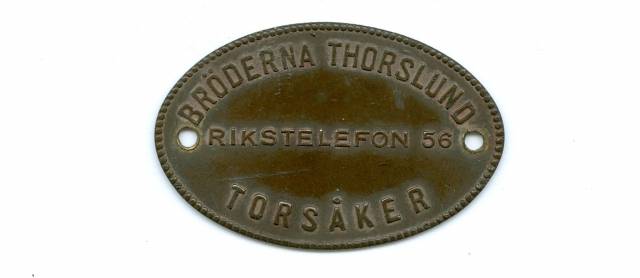 BRÖDERNA THORSLUND
RIKSTELEFON 56
TORSÅKER